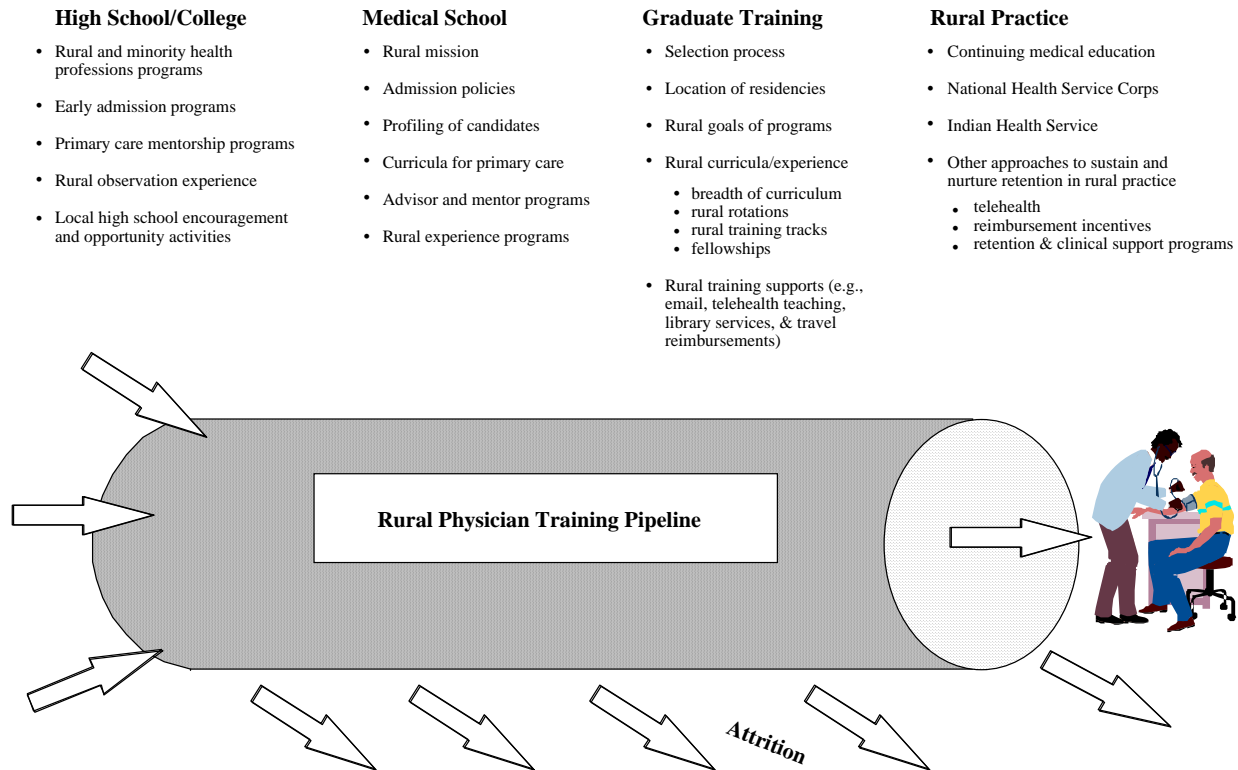 High School/College
• Rural and minority health
professions programs
• Early admission programs
• Primary care mentorship programs
• Rural observation experience
• Local high school encouragement
and opportunity activities
Medical School
• Rural mission
• Admission policies
• Profiling of candidates
• Curricula for primary care
• Advisor and mentor programs
• Rural experience programs
Graduate Training
• Selection process
• Location of residencies
• Rural goals of programs
• Rural curricula/experience
• breadth of curriculum
• rural rotations
• rural training tracks
• fellowships
• Rural training supports (e.g.,
email, telehealth teaching,
library services, & travel
reimbursements)
Rural Practice
• Continuing medical education
• National Health Service Corps
• Indian Health Service
• Other approaches to sustain and
nurture retention in rural practice
• telehealth
• reimbursement incentives
• retention & clinical support programs
Rural Physician Training Pipeline
Attrition